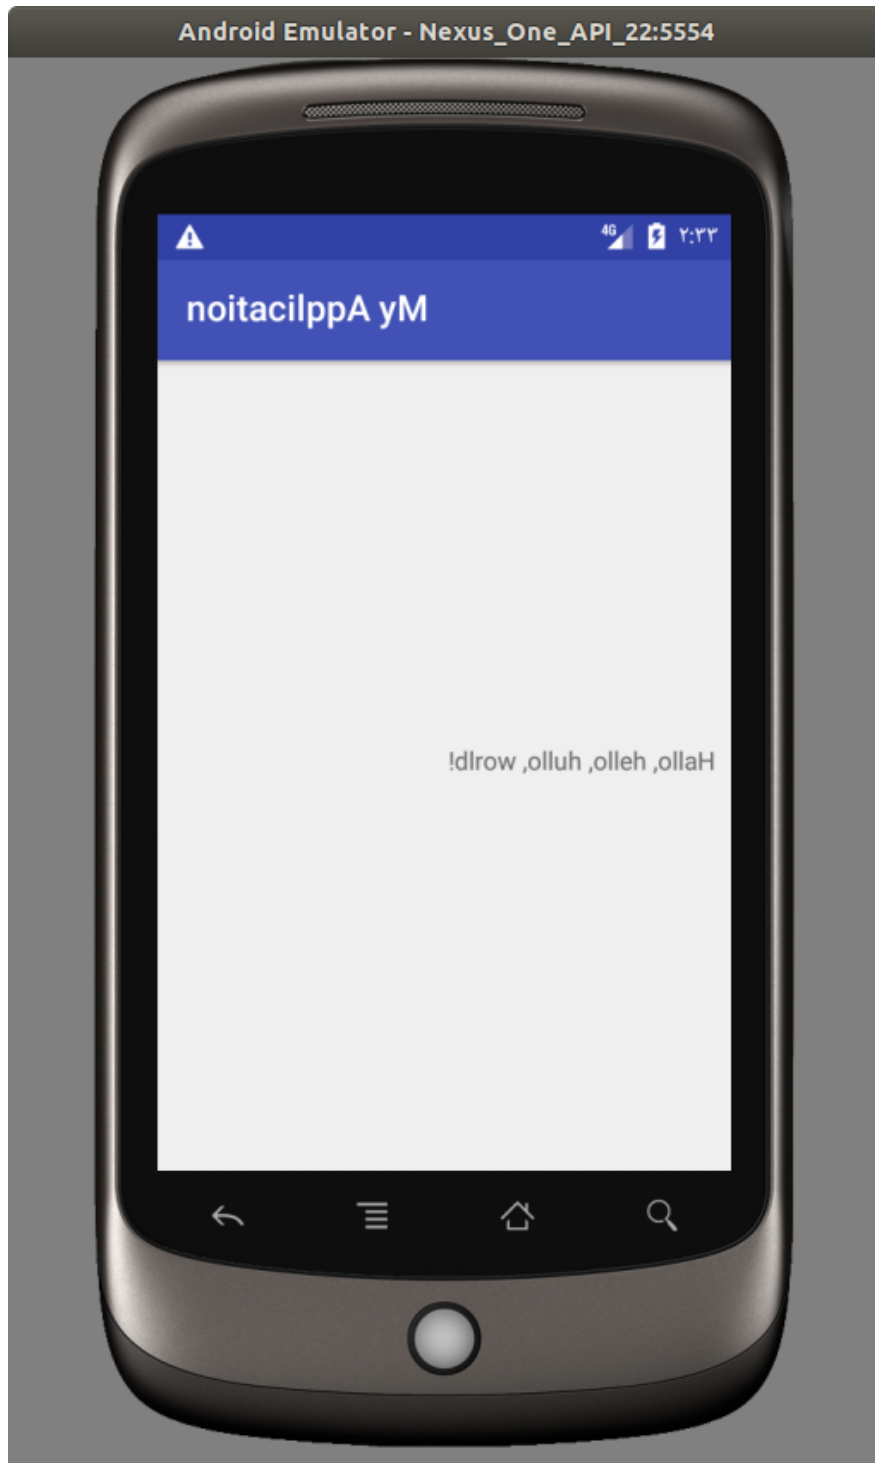 Android Emulator - Nexus_One_API_22:5554
4G ٢:٣٣
noitacilppA yM
!dlrow ,olluh ,olleh ,ollaH